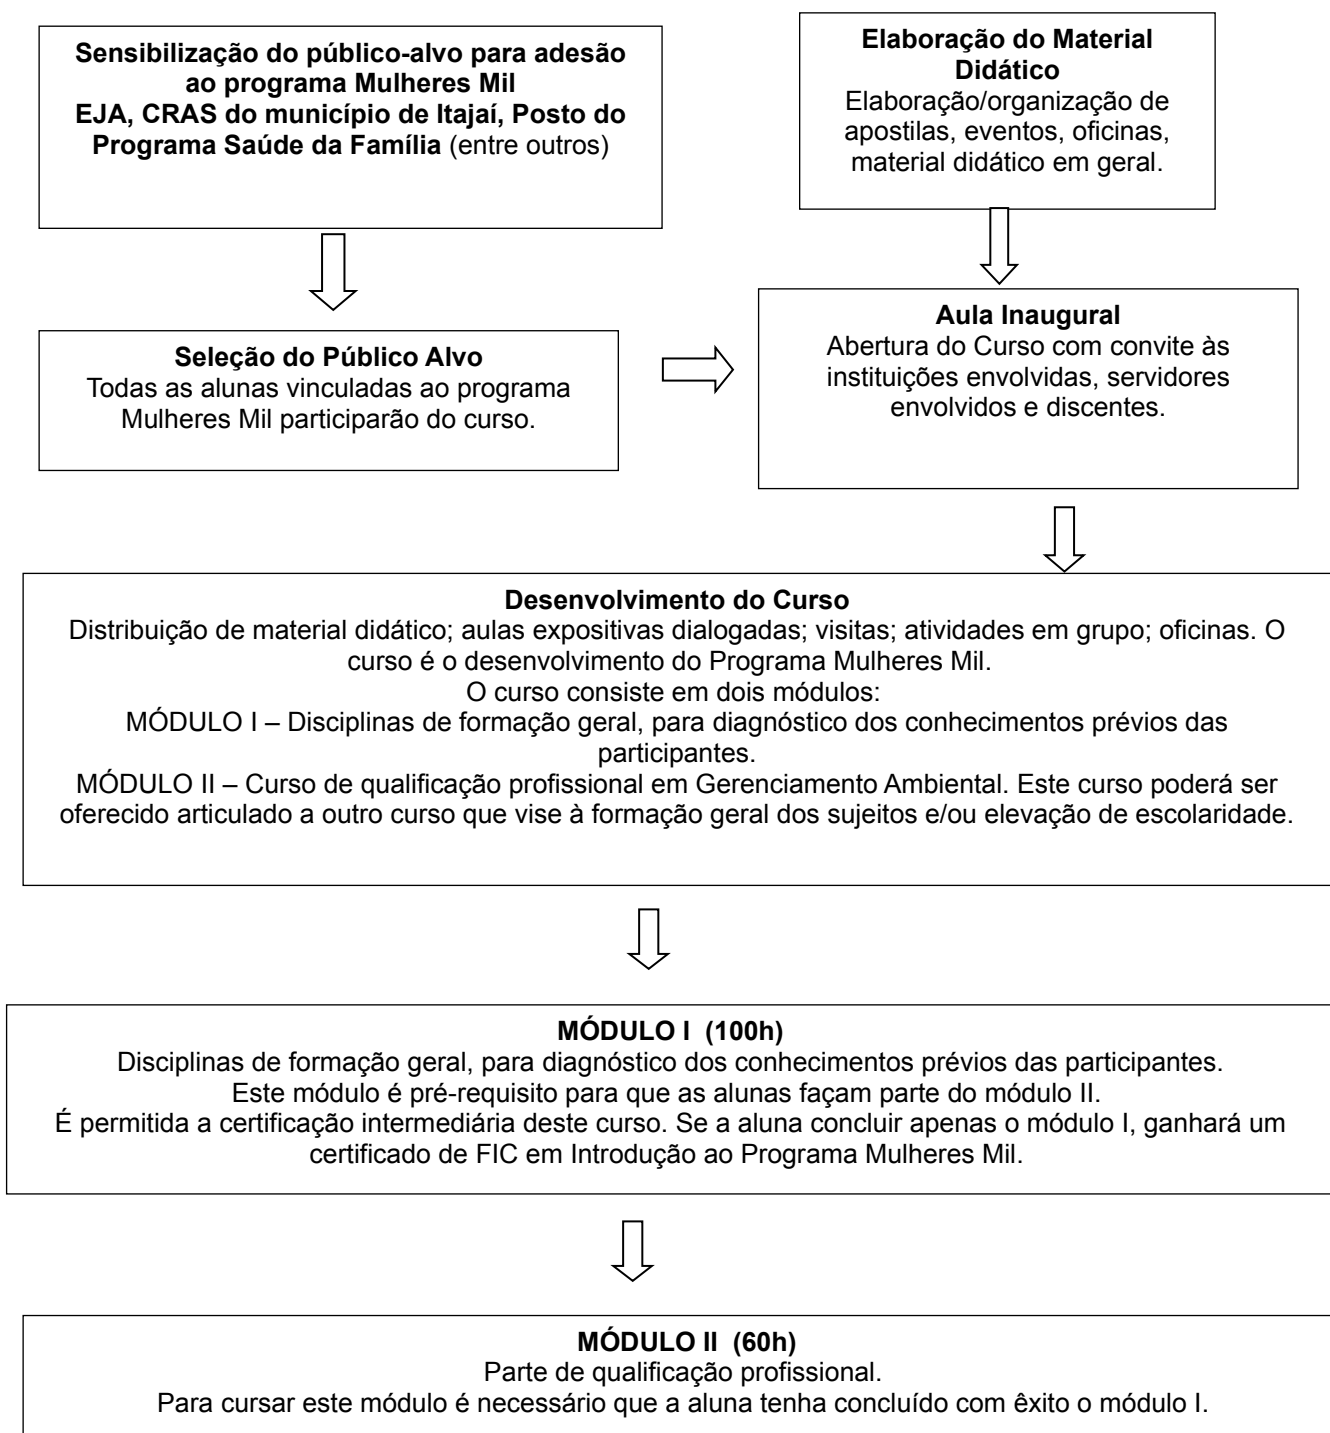 Sensibilização do público-alvo para adesão
ao programa Mulheres Mil
EJA, CRAS do município de Itajaí, Posto do
Programa Saúde da Família (entre outros)
Elaboração do Material
Didático
Elaboração/organização de
apostilas, eventos, oficinas,
material didático em geral.
Seleção do Público Alvo
Todas as alunas vinculadas ao programa
Mulheres Mil participarão do curso.
Aula Inaugural
Abertura do Curso com convite às
instituições envolvidas, servidores
envolvidos e discentes.
Desenvolvimento do Curso
Distribuição de material didático; aulas expositivas dialogadas; visitas; atividades em grupo; oficinas. O
curso é o desenvolvimento do Programa Mulheres Mil.
O curso consiste em dois módulos:
MÓDULO I – Disciplinas de formação geral, para diagnóstico dos conhecimentos prévios das
participantes.
MÓDULO II – Curso de qualificação profissional em Gerenciamento Ambiental. Este curso poderá ser
oferecido articulado a outro curso que vise à formação geral dos sujeitos e/ou elevação de escolaridade.
MÓDULO I (100h)
Disciplinas de formação geral, para diagnóstico dos conhecimentos prévios das participantes.
Este módulo é pré-requisito para que as alunas façam parte do módulo II.
É permitida a certificação intermediária deste curso. Se a aluna concluir apenas o módulo I, ganhará um
certificado de FIC em Introdução ao Programa Mulheres Mil.
MÓDULO II (60h)
Parte de qualificação profissional.
Para cursar este módulo é necessário que a aluna tenha concluído com êxito o módulo I.